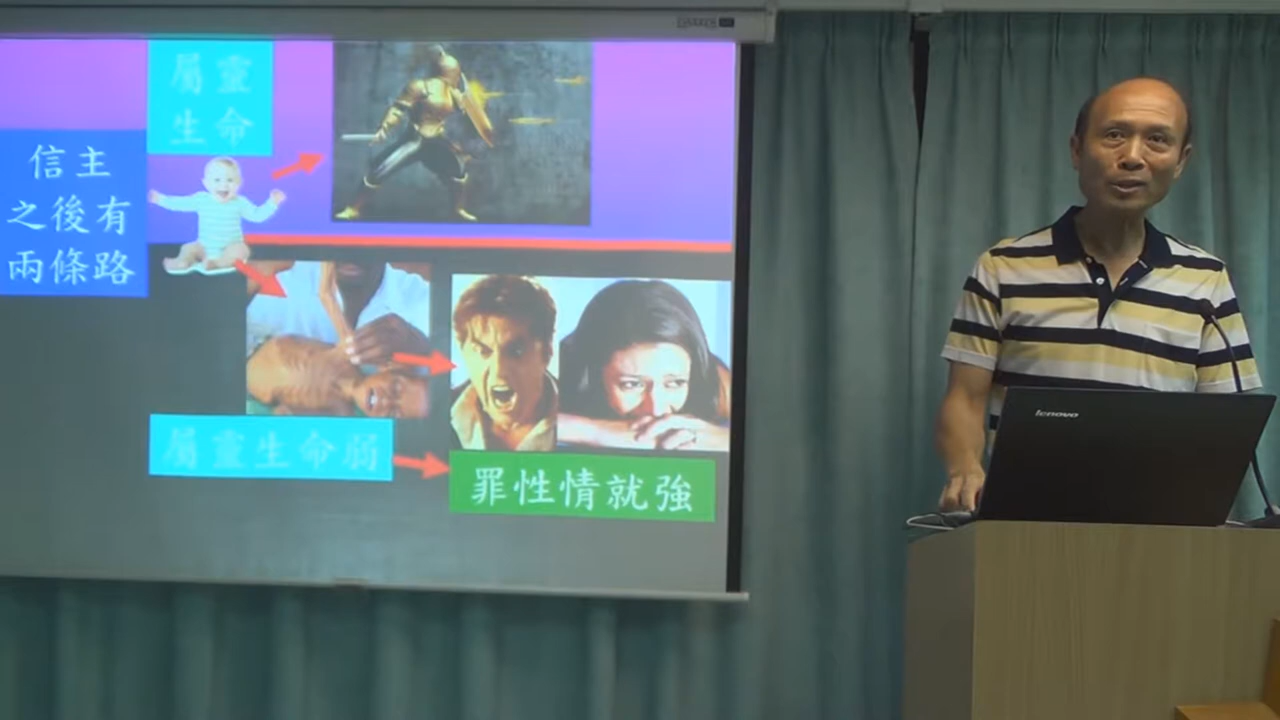 屬靈
生命
信主
之後有
兩條路
屬靈生命弱
罪性情就強
lenovo